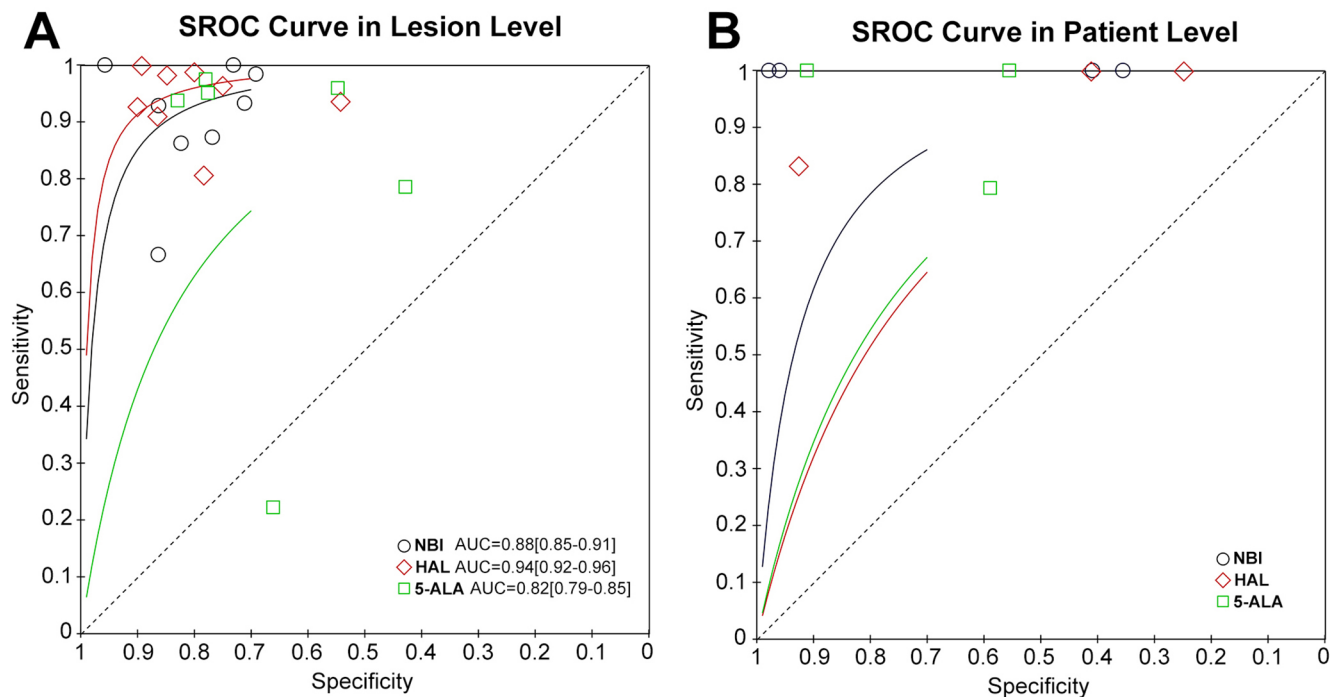 A
SROC Curve in Lesion Level
1
0.9
0.8
0.7
0.6
0.5
0.4
0.3
0.2
0.1
0
Sensitivity
NBI AUC=0.88[0.85-0.91]
HAL AUC=0.94[0.92-0.96]
5-ALA AUC=0.82[0.79-0.85]
1 0.9 0.8 0.7 0.6 0.5 0.4 0.3 0.2 0.1 0
Specificity
B
SROC Curve in Patient Level
1
0.9
0.8
0.7
0.6
0.5
0.4
0.3
0.2
0.1
0
Sensitivity
NBI
HAL
5-ALA
1 0.9 0.8 0.7 0.6 0.5 0.4 0.3 0.2 0.1 0
Specificity